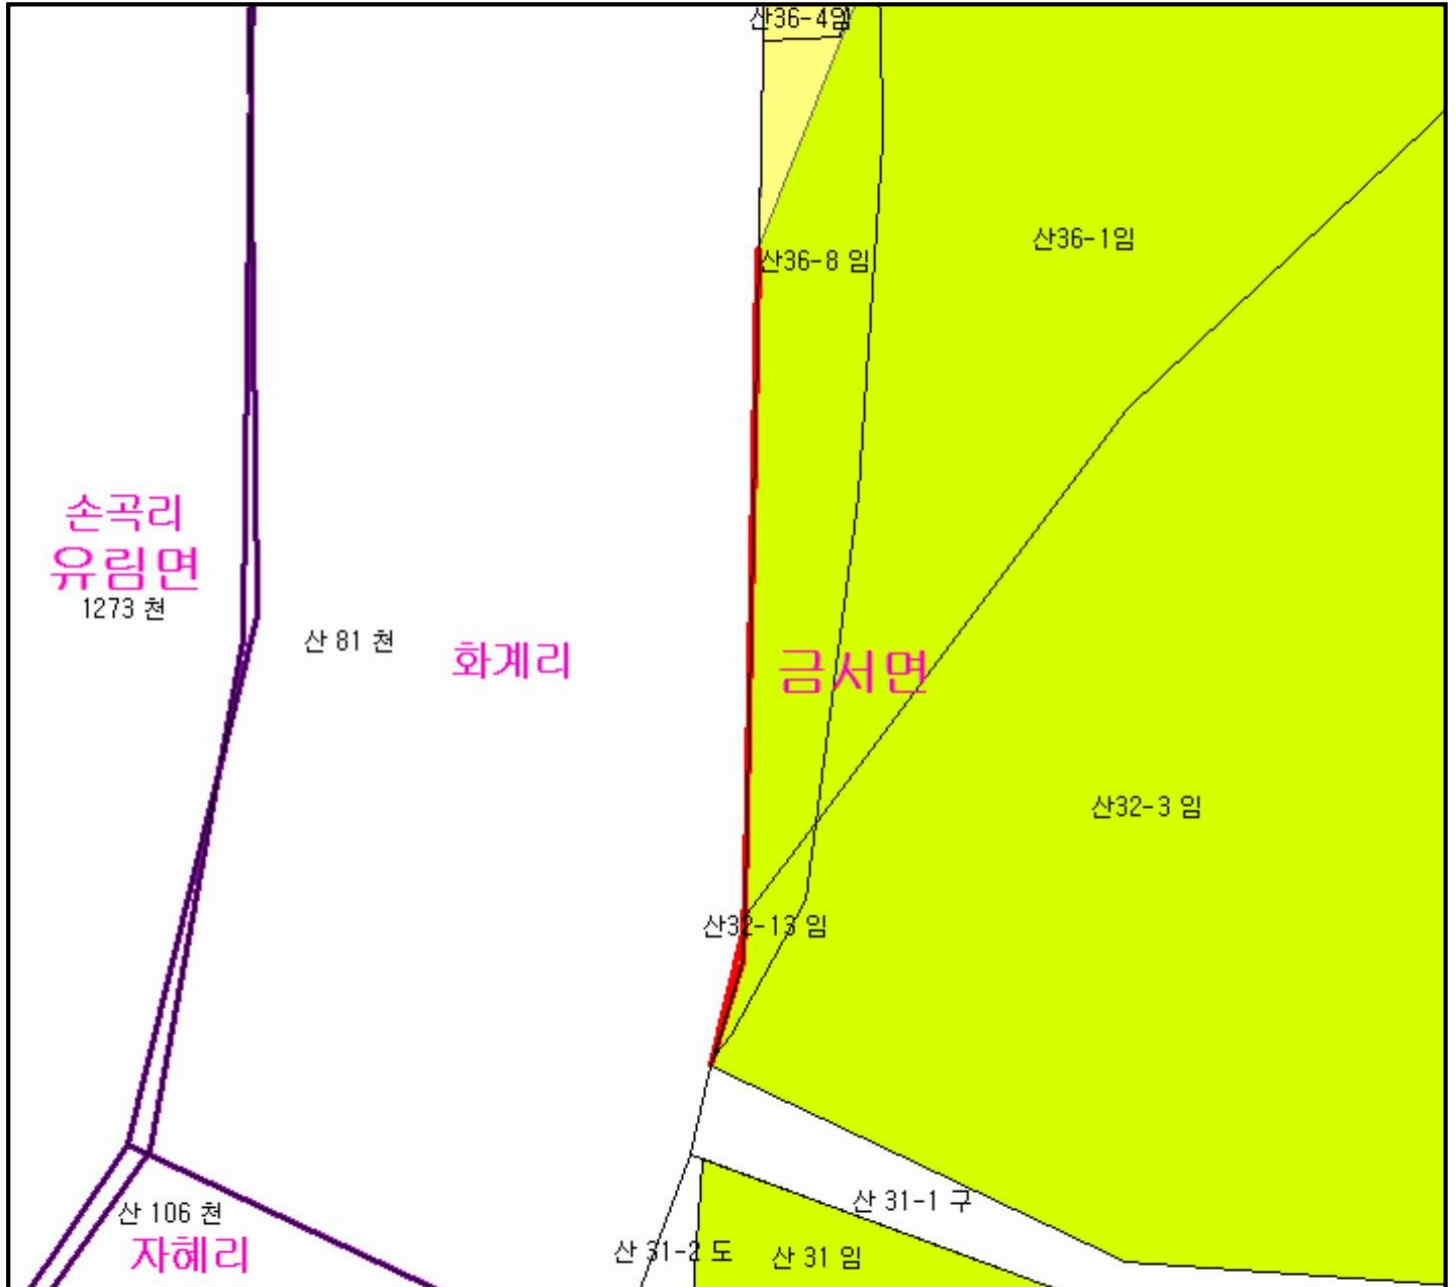 산36-4임
산36-1임
산36-8 임
손곡리
유림면
1273 천
산 81 천
화계리
금서면
산32-3 임
산32-13 임
산 31-1 구
산 106 천
자혜리
산 31-2 도
산 31 임